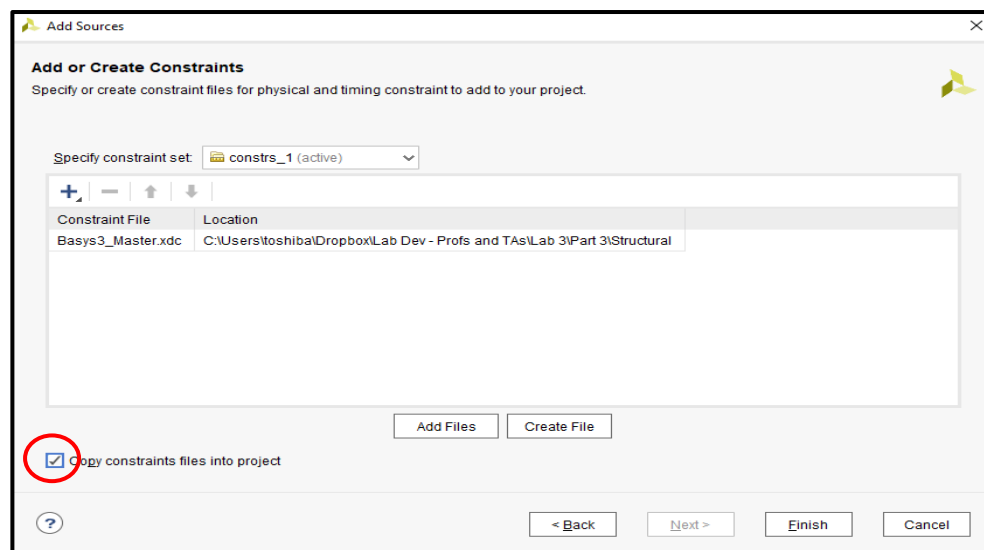 Add Sources
Add or Create Constraints
Specify or create constraint files for physical and timing constraint to add to your project.
Specify constraint set: constrs_1 (active)
Constraint File Location
Basys3_Master.xdc C:\Users\toshiba\Dropbox\Lab Dev - Profs and TAs\Lab 3\Part 3\Structural
Add Files Create File
Copy constraints files into project
? < Back Next > Finish Cancel